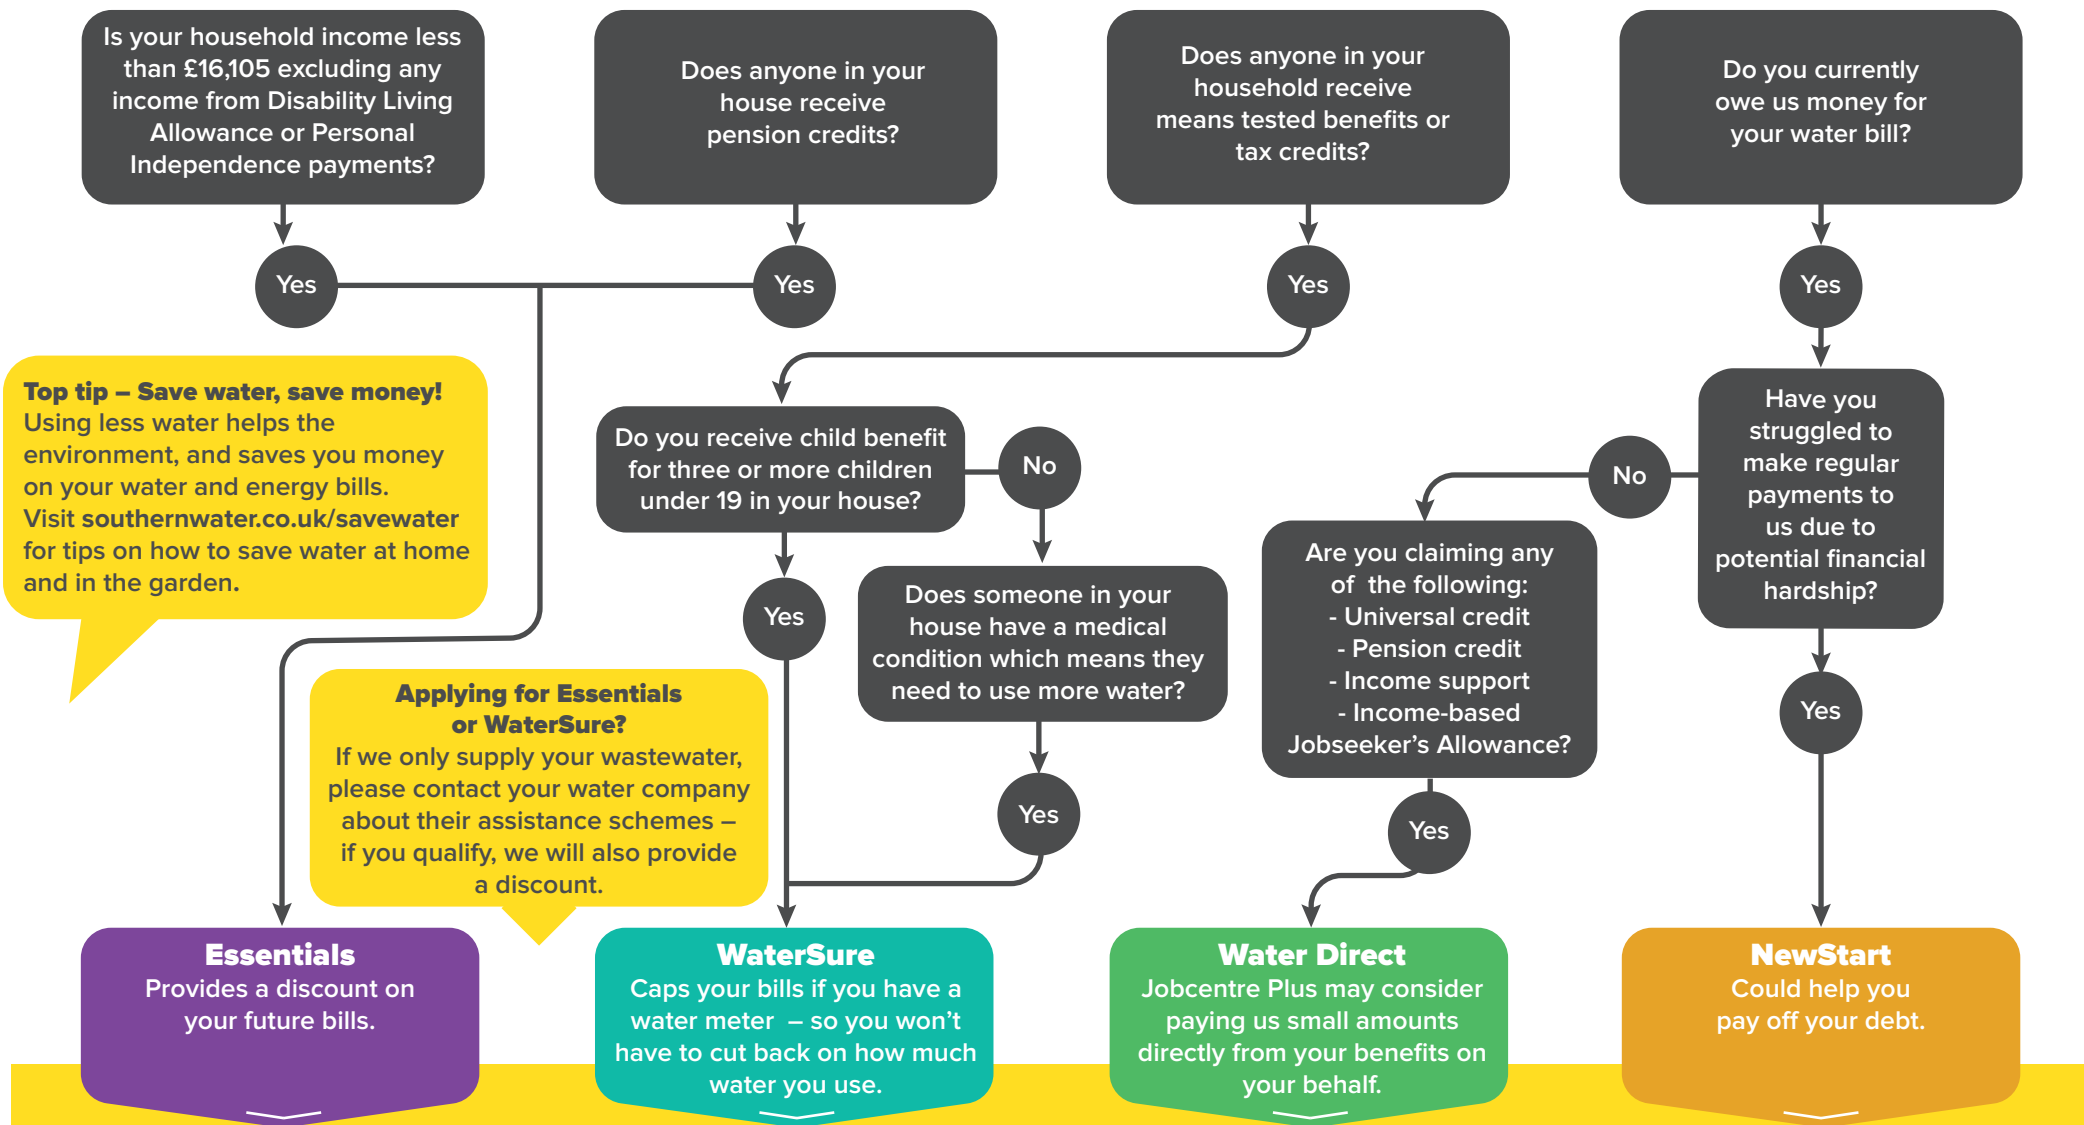 Is your household income less
than £16,105 excluding any
income from Disability Living
Allowance or Personal
Independence payments?
Does anyone in your
house receive
pension credits?
Does anyone in your
household receive
means tested benefits or
tax credits?
Do you currently
owe us money for
your water bill?
Yes
Yes
Yes
Yes
Top tip – Save water, save money!
Using less water helps the
environment, and saves you money
on your water and energy bills.
Visit southernwater.co.uk/savewater
for tips on how to save water at home
and in the garden.
Do you receive child benefit
for three or more children
under 19 in your house?
No
Yes
Does someone in your
house have a medical
condition which means they
need to use more water?
Yes
Have you
struggled to
make regular
payments to
us due to
potential financial
hardship?
No
Are you claiming any
of the following:
- Universal credit
- Pension credit
- Income support
- Income-based
Jobseeker's Allowance?
Yes
Yes
Applying for Essentials
or WaterSure?
If we only supply your wastewater,
please contact your water company
about their assistance schemes –
if you qualify, we will also provide
a discount.
Essentials
Provides a discount on
your future bills.
WaterSure
Caps your bills if you have a
water meter – so you won't
have to cut back on how much
water you use.
Water Direct
Jobcentre Plus may consider
paying us small amounts
directly from your benefits on
your behalf.
NewStart
Could help you
pay off your debt.